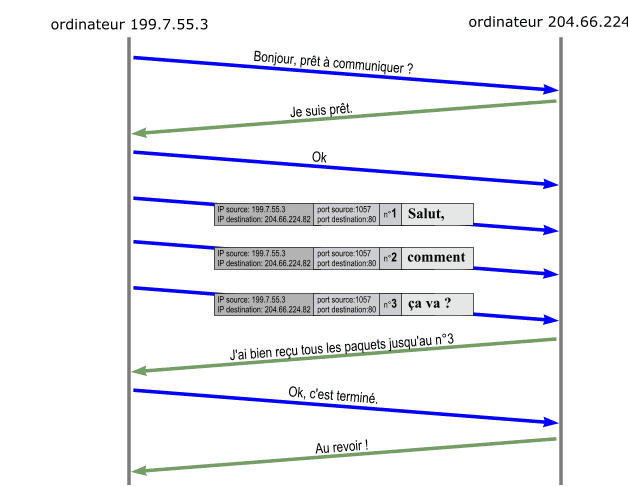 ordinateur 199.7.55.3
ordinateur 204.66.224
Bonjour, prêt à communiquer ?
Je suis prêt.
Ok
IP source: 199.7.55.3
IP destination: 204.66.224.82
port source:1057
port destination:80
n°1
Salut,
IP source: 199.7.55.3
IP destination: 204.66.224.82
port source:1057
port destination:80
n°2
comment
IP source: 199.7.55.3
IP destination: 204.66.224.82
port source:1057
port destination:80
n°3
ça va ?
J'ai bien reçu tous les paquets jusqu'au n°3
Ok, c'est terminé.
Au revoir !